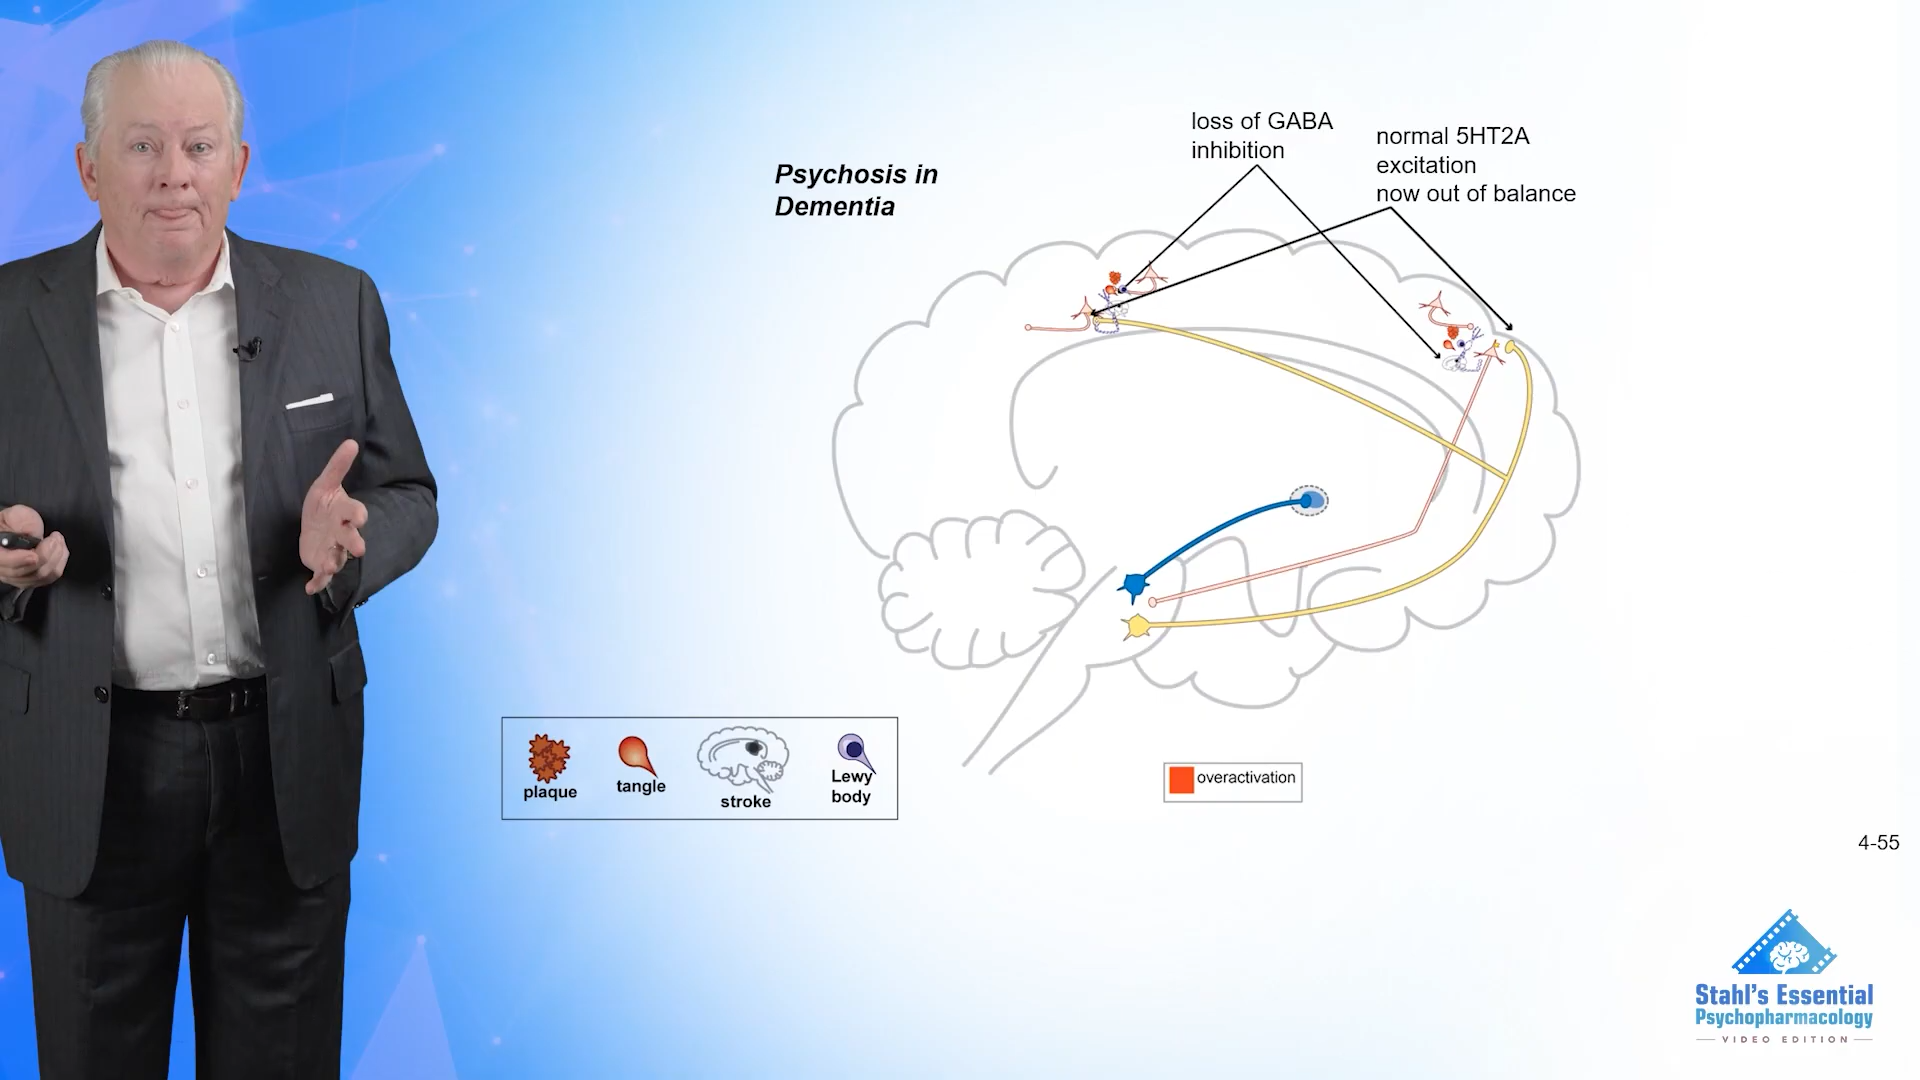 loss of GABA
inhibition
normal 5HT2A
excitation
now out of balance
Psychosis in
Dementia
plaque
tangle
stroke
Lewy
body
overactivation
4-55
Stahl's Essential
Psychopharmacology
VIDEO EDITION